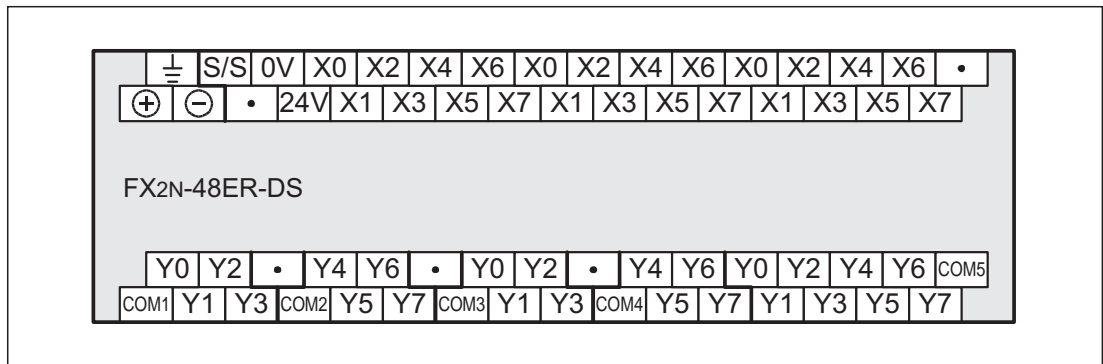 ⏚ S/S 0V X0 X2 X4 X6 X0 X2 X4 X6 X0 X2 X4 X6 •
⊕ ⊖ • 24V X1 X3 X5 X7 X1 X3 X5 X7 X1 X3 X5 X7
FX2N-48ER-DS
Y0 Y2 • Y4 Y6 • Y0 Y2 • Y4 Y6 Y0 Y2 Y4 Y6 COM5
COM1 Y1 Y3 COM2 Y5 Y7 COM3 Y1 Y3 COM4 Y5 Y7 Y1 Y3 Y5 Y7